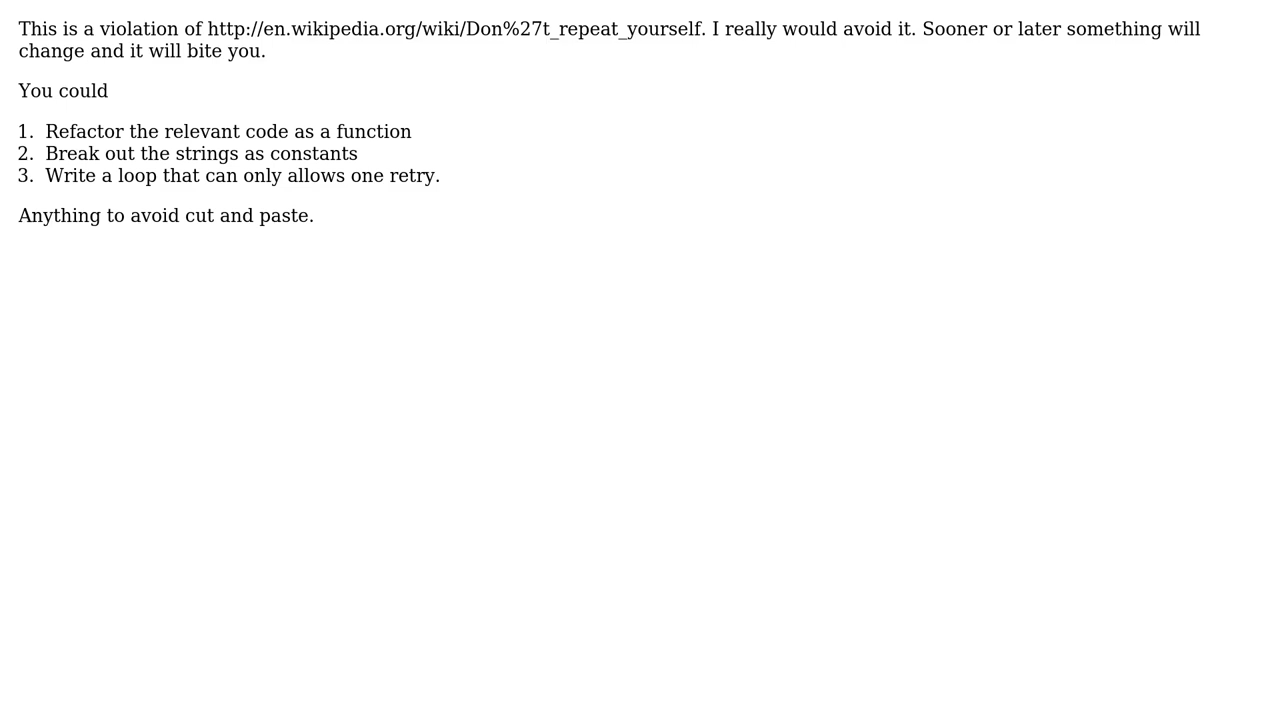 This is a violation of http://en.wikipedia.org/wiki/Don%27t_repeat_yourself. I really would avoid it. Sooner or later something will
change and it will bite you.
You could
1. Refactor the relevant code as a function
2. Break out the strings as constants
3. Write a loop that can only allows one retry.
Anything to avoid cut and paste.